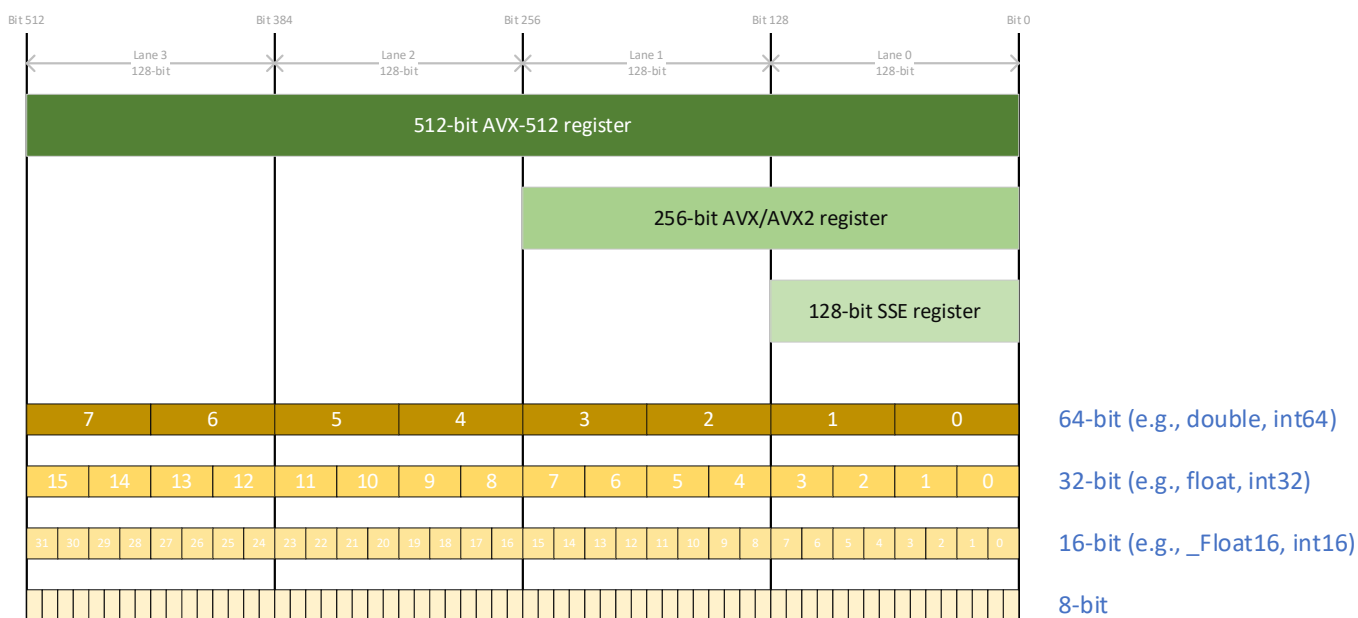 Bit 512 Bit 384 Bit 256 Bit 128 Bit 0
Lane 3 Lane 2 Lane 1 Lane 0
128-bit 128-bit 128-bit 128-bit
512-bit AVX-512 register
256-bit AVX/AVX2 register
128-bit SSE register
7 6 5 4 3 2 1 0 64-bit (e.g., double, int64)
15 14 13 12 11 10 9 8 7 6 5 4 3 2 1 0 32-bit (e.g., float, int32)
31 30 29 28 27 26 25 24 23 22 21 20 19 18 17 16 15 14 13 12 11 10 9 8 7 6 5 4 3 2 1 0 16-bit (e.g., _Float16, int16)
8-bit